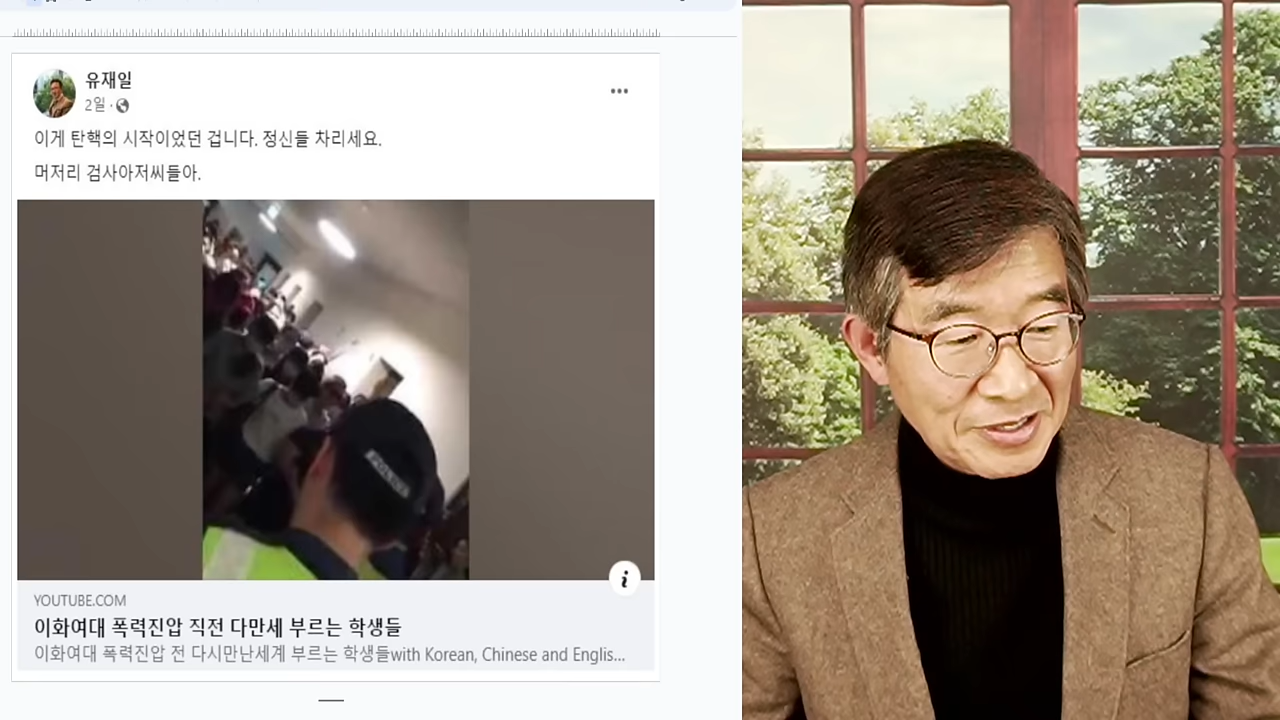 유재일
2일 ·
이게 탄핵의 시작이었던 겁니다. 정신들 차리세요.
머저리 검사아저씨들아.
POLICE
YOUTUBE.COM
이화여대 폭력진압 직전 다만세 부르는 학생들
이화여대 폭력진압 전 다시만난세계 부르는 학생들with Korean, Chinese and Englis...